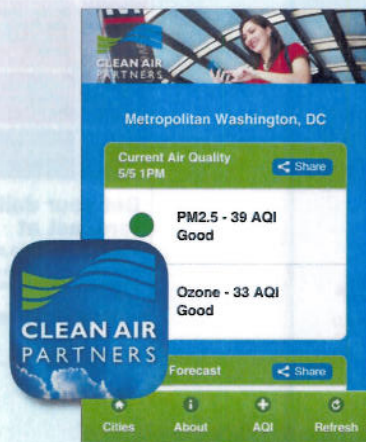 CLEAN AIR
PARTNERS
Metropolitan Washington, DC
Current Air Quality
5/5 1PM
Share
PM2.5 - 39 AQI
Good
Ozone - 33 AQI
Good
CLEAN AIR
PARTNERS
Forecast
Share
Cities
About
AQI
Refresh